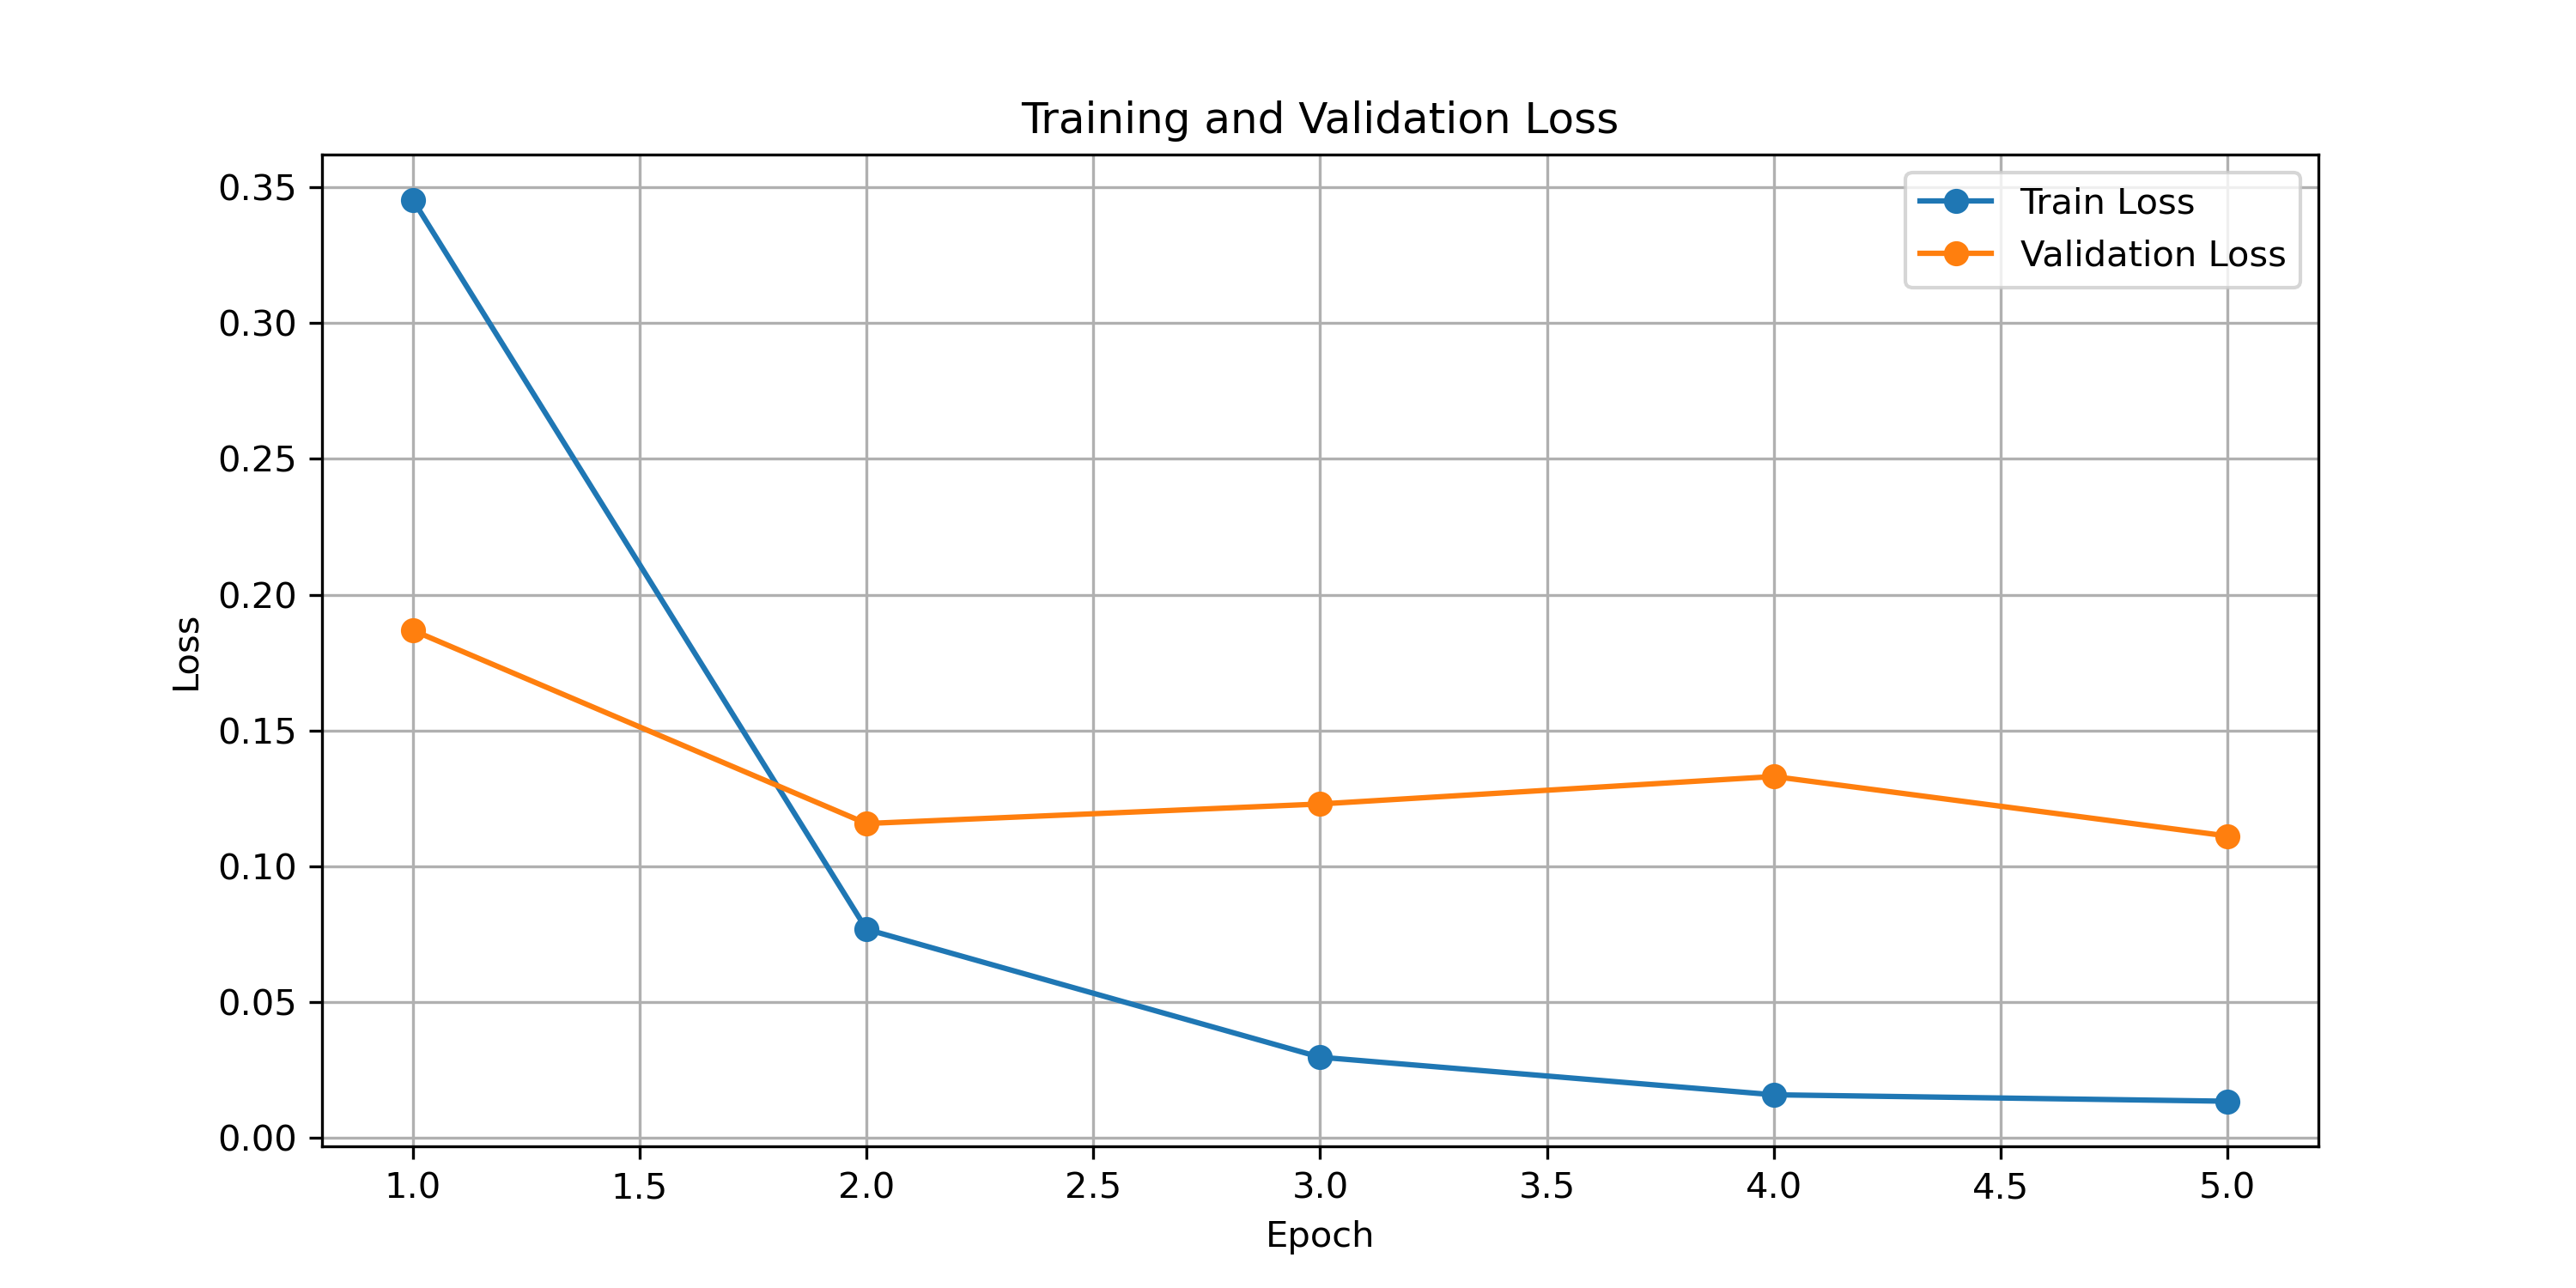 Training and Validation Loss
Train Loss
Validation Loss
0.35
0.30
0.25
0.20
0.15
0.10
0.05
0.00
Loss
1.0 1.5 2.0 2.5 3.0 3.5 4.0 4.5 5.0
Epoch